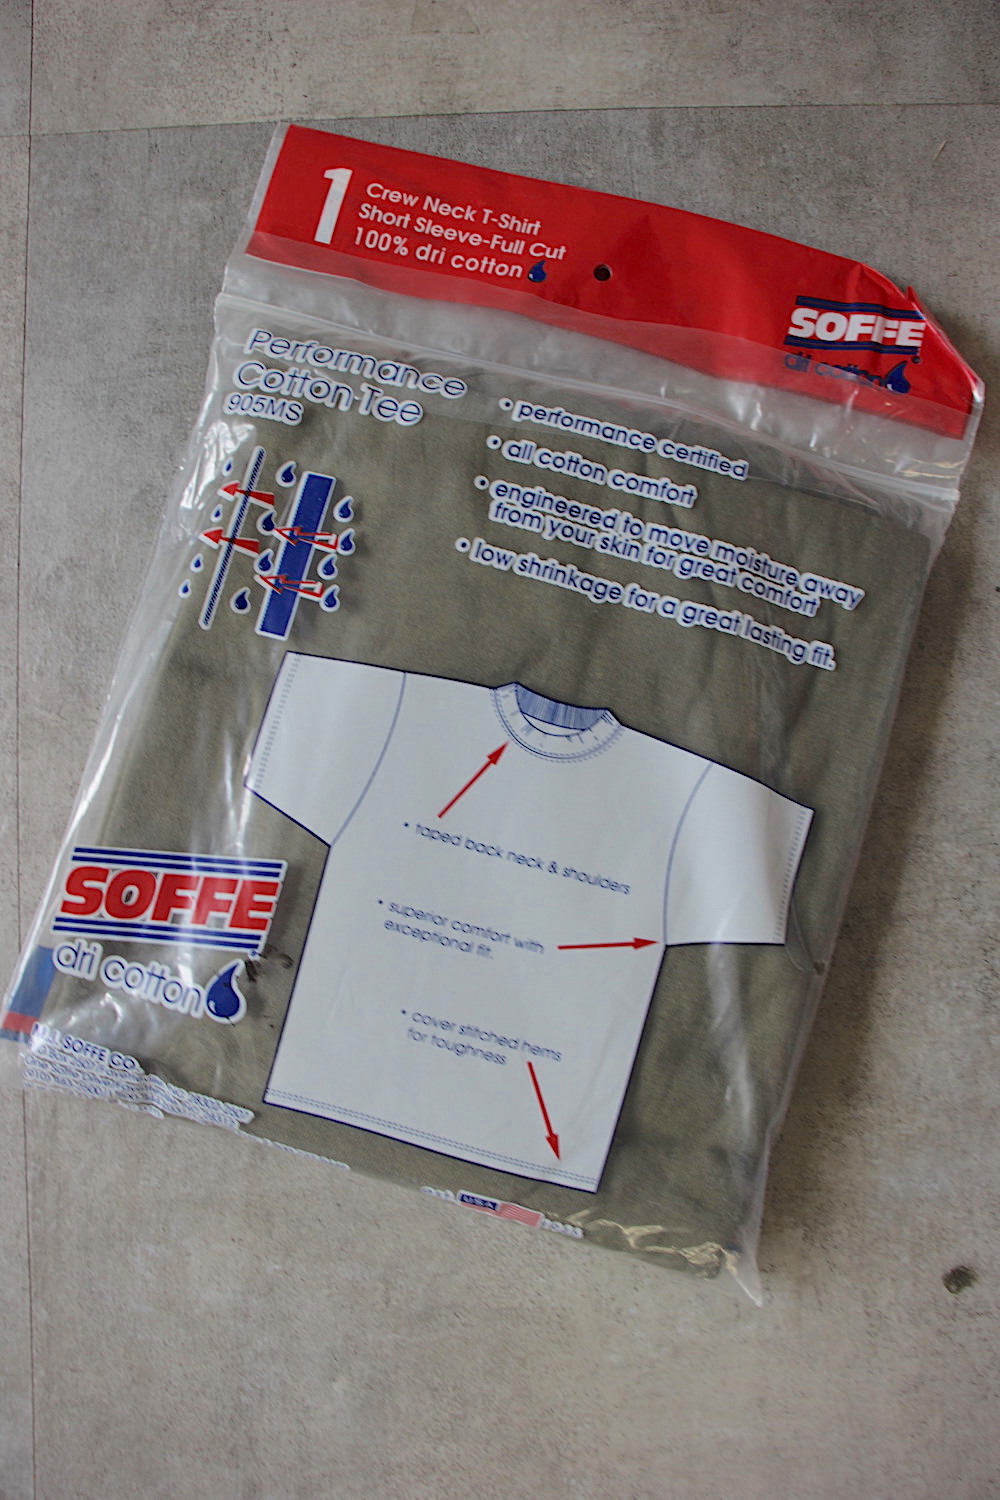 1
Crew Neck T-Shirt
Short Sleeve-Full Cut
100% dri cotton
SOFFE
dri cotton
Performance
Cotton Tee
905MS
• performance certified
• all cotton comfort
• engineered to move moisture away
from your skin for great comfort
• low shrinkage for a great lasting fit.
• taped back neck & shoulders
• superior comfort with
exceptional fit.
• cover stitched hems
for toughness
SOFFE
dri cotton
M.J. SOFFE CO.
USA